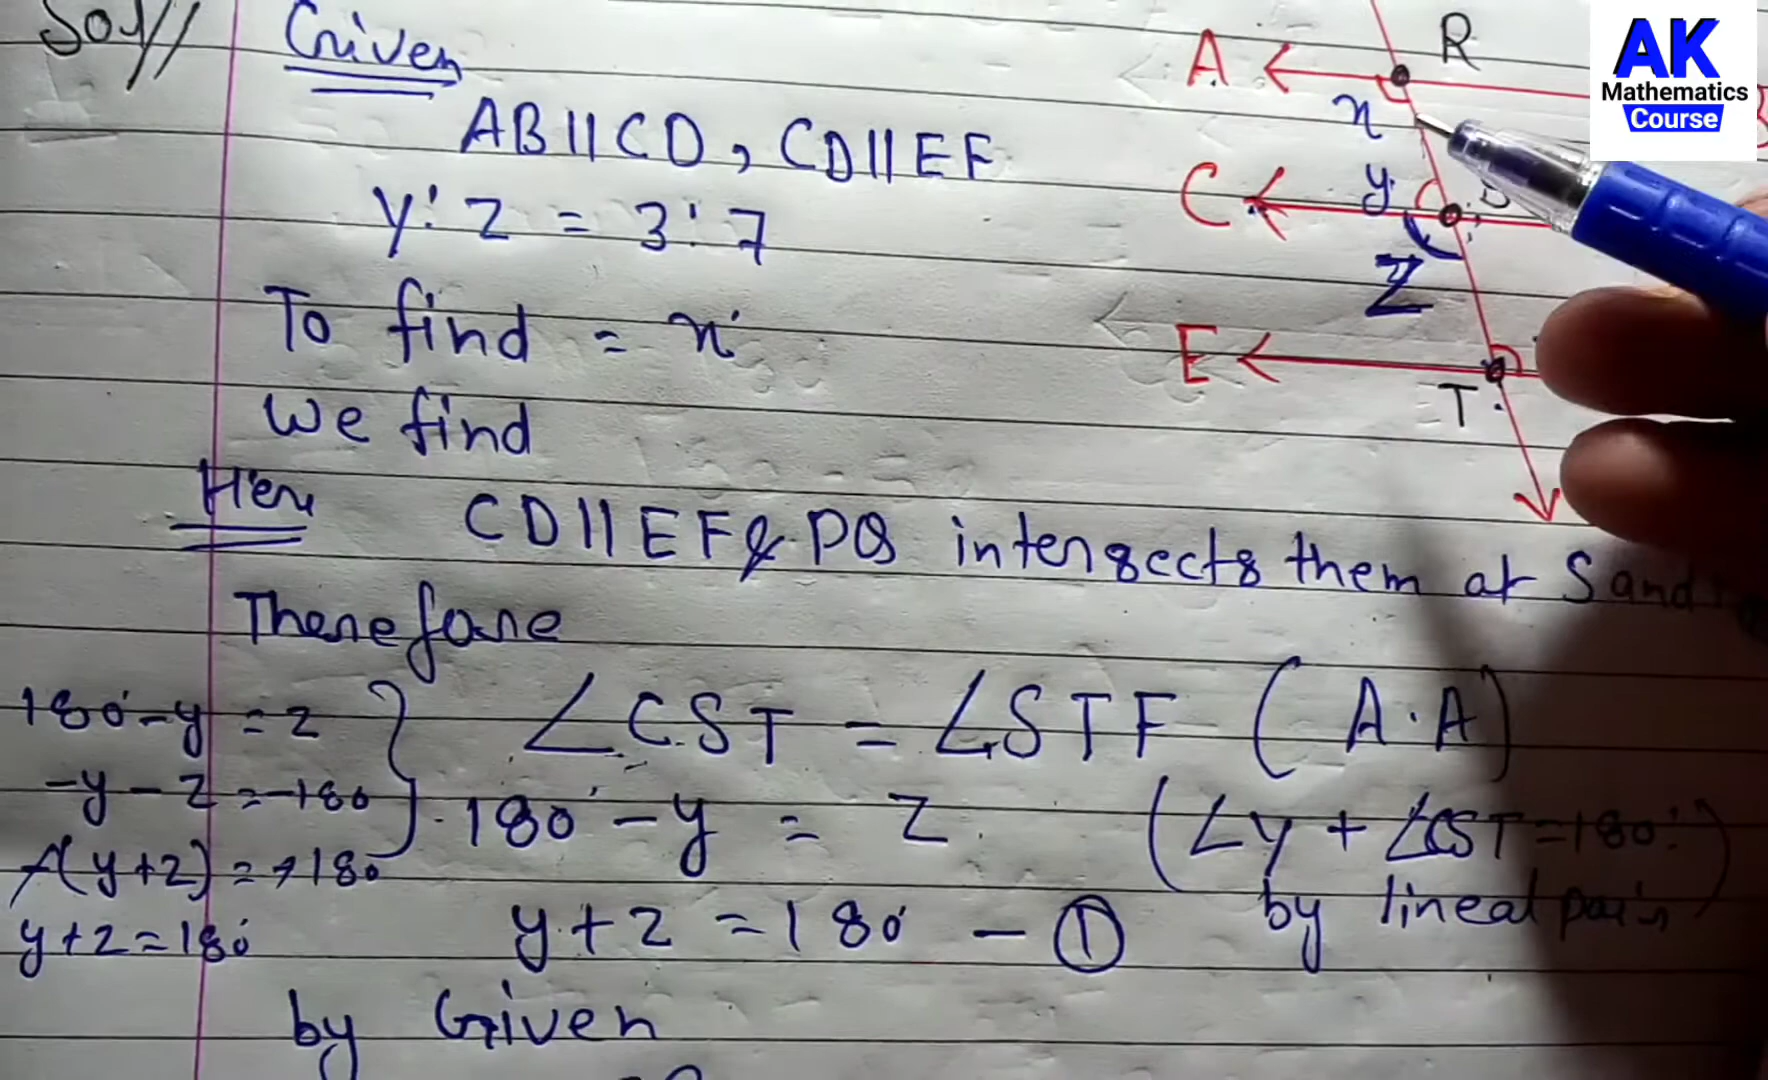 Sol//
Given
AB||CD, CD||EF
y:z = 3:7
To find = x
We find
Here CD||EF & PQ intersects them at S and
Therefore
∠CST = ∠STF (A.A)
180° - y = z (∠y + ∠CST = 180°)
by lineal pair
y + z = 180° - ①
180° - y = z
-y - z = -180
-(y+z) = -180
y+z = 180°
by Given
A
R
x
C
y
S
Z
E
T
AK
Mathematics
Course